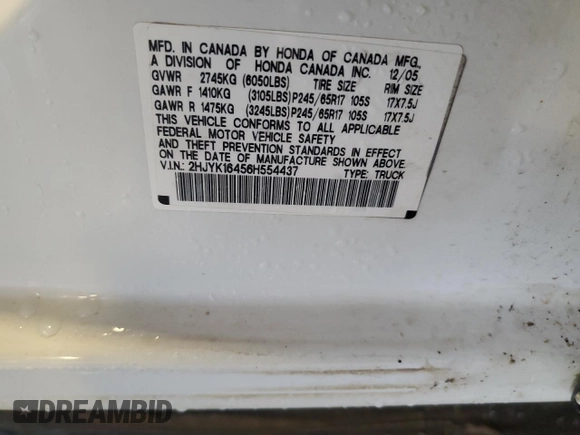 MFD. IN CANADA BY HONDA OF CANADA MFG.,
A DIVISION OF HONDA CANADA INC. 12/05
GVWR 2745KG (6050LBS) TIRE SIZE RIM SIZE
GAWR F 1410KG (3105LBS)P245/65R17 105S 17X7.5J
GAWR R 1475KG (3245LBS)P245/65R17 105S 17X7.5J
THIS VEHICLE CONFORMS TO ALL APPLICABLE
FEDERAL MOTOR VEHICLE SAFETY
AND THEFT PREVENTION STANDARDS IN EFFECT
ON THE DATE OF MANUFACTURE SHOWN ABOVE.
V.I.N.: 2HJYK16456H554437 TYPE: TRUCK
DREAMBID